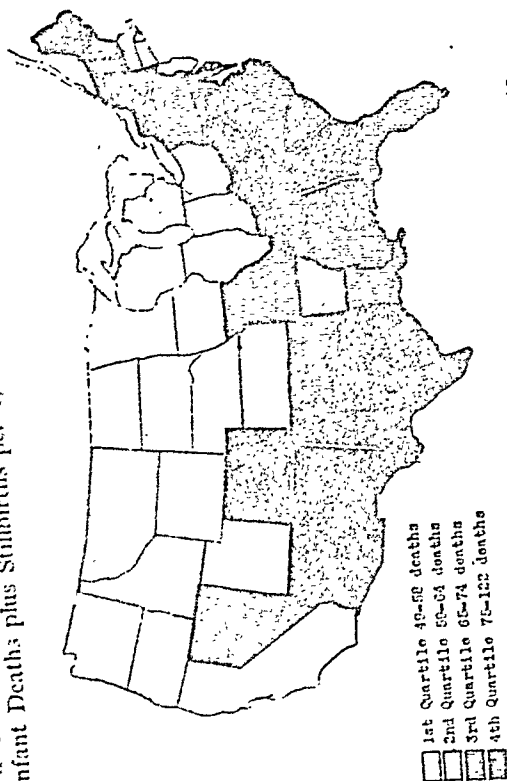 nfant Deaths plus Stillbirths per
1st Quartile 49-58 deaths
2nd Quartile 59-64 deaths
3rd Quartile 65-74 deaths
4th Quartile 75-122 deaths